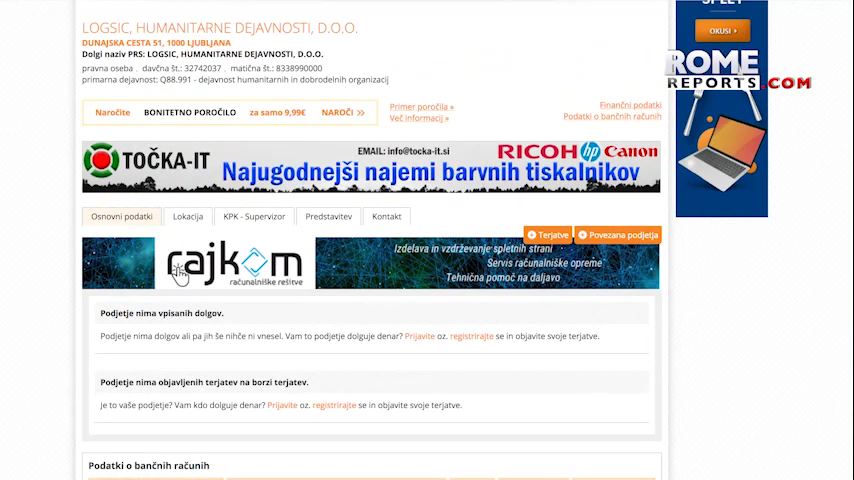 LOGSIC, HUMANITARNE DEJAVNOSTI, D.O.O.
DUNAJSKA CESTA 51, 1000 LJUBLJANA
Dolgi naziv PRS: LOGSIC, HUMANITARNE DEJAVNOSTI, D.O.O.
pravna oseba . davčna št.: 32742037 . matična št.: 8338990000
primarna dejavnost: Q88.991 - dejavnost humanitarnih in dobrodelnih organizacij
Naročite BONITETNO POROČILO za samo 9,99€ NAROČI
Primer poročila »
Več informacij »
Finančni podatki
Podatki o bančnih računih
OKUSI
ROME
REPORTS.COM
TOČKA-IT
EMAIL: info@tocka-it.si
RICOH hp Canon
Najugodnejši najemi barvnih tiskalnikov
Osnovni podatki
Lokacija
KPK - Supervizor
Predstavitev
Kontakt
Terjatve
Povezana podjetja
rajkom
računalniške rešitve
Izdelava in vzdrževanje spletnih strani
Servis računalniške opreme
Tehnična pomoč na daljavo
Podjetje nima vpisanih dolgov.
Podjetje nima dolgov ali pa jih še nihče ni vnesel. Vam to podjetje dolguje denar? Prijavite oz. registrirajte se in objavite svoje terjatve.
Podjetje nima objavljenih terjatev na borzi terjatev.
Je to vaše podjetje? Vam kdo dolguje denar? Prijavite oz. registrirajte se in objavite svoje terjatve.
Podatki o bančnih računih